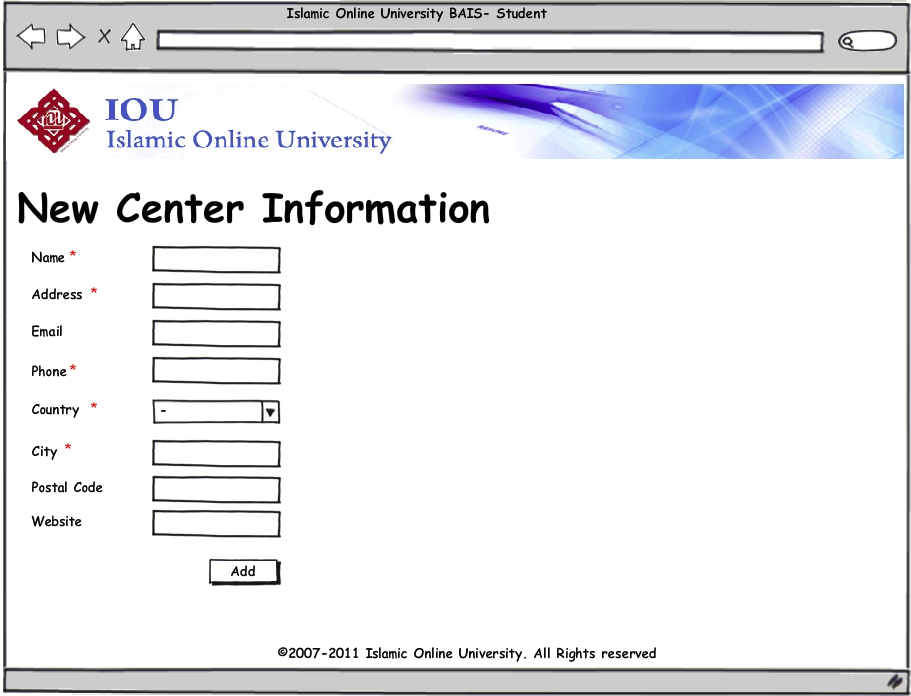 Islamic Online University BAIS- Student
X
IOU
Islamic Online University
New Center Information
Name *
Address *
Email
Phone *
Country *
-
City *
Postal Code
Website
Add
©2007-2011 Islamic Online University. All Rights reserved